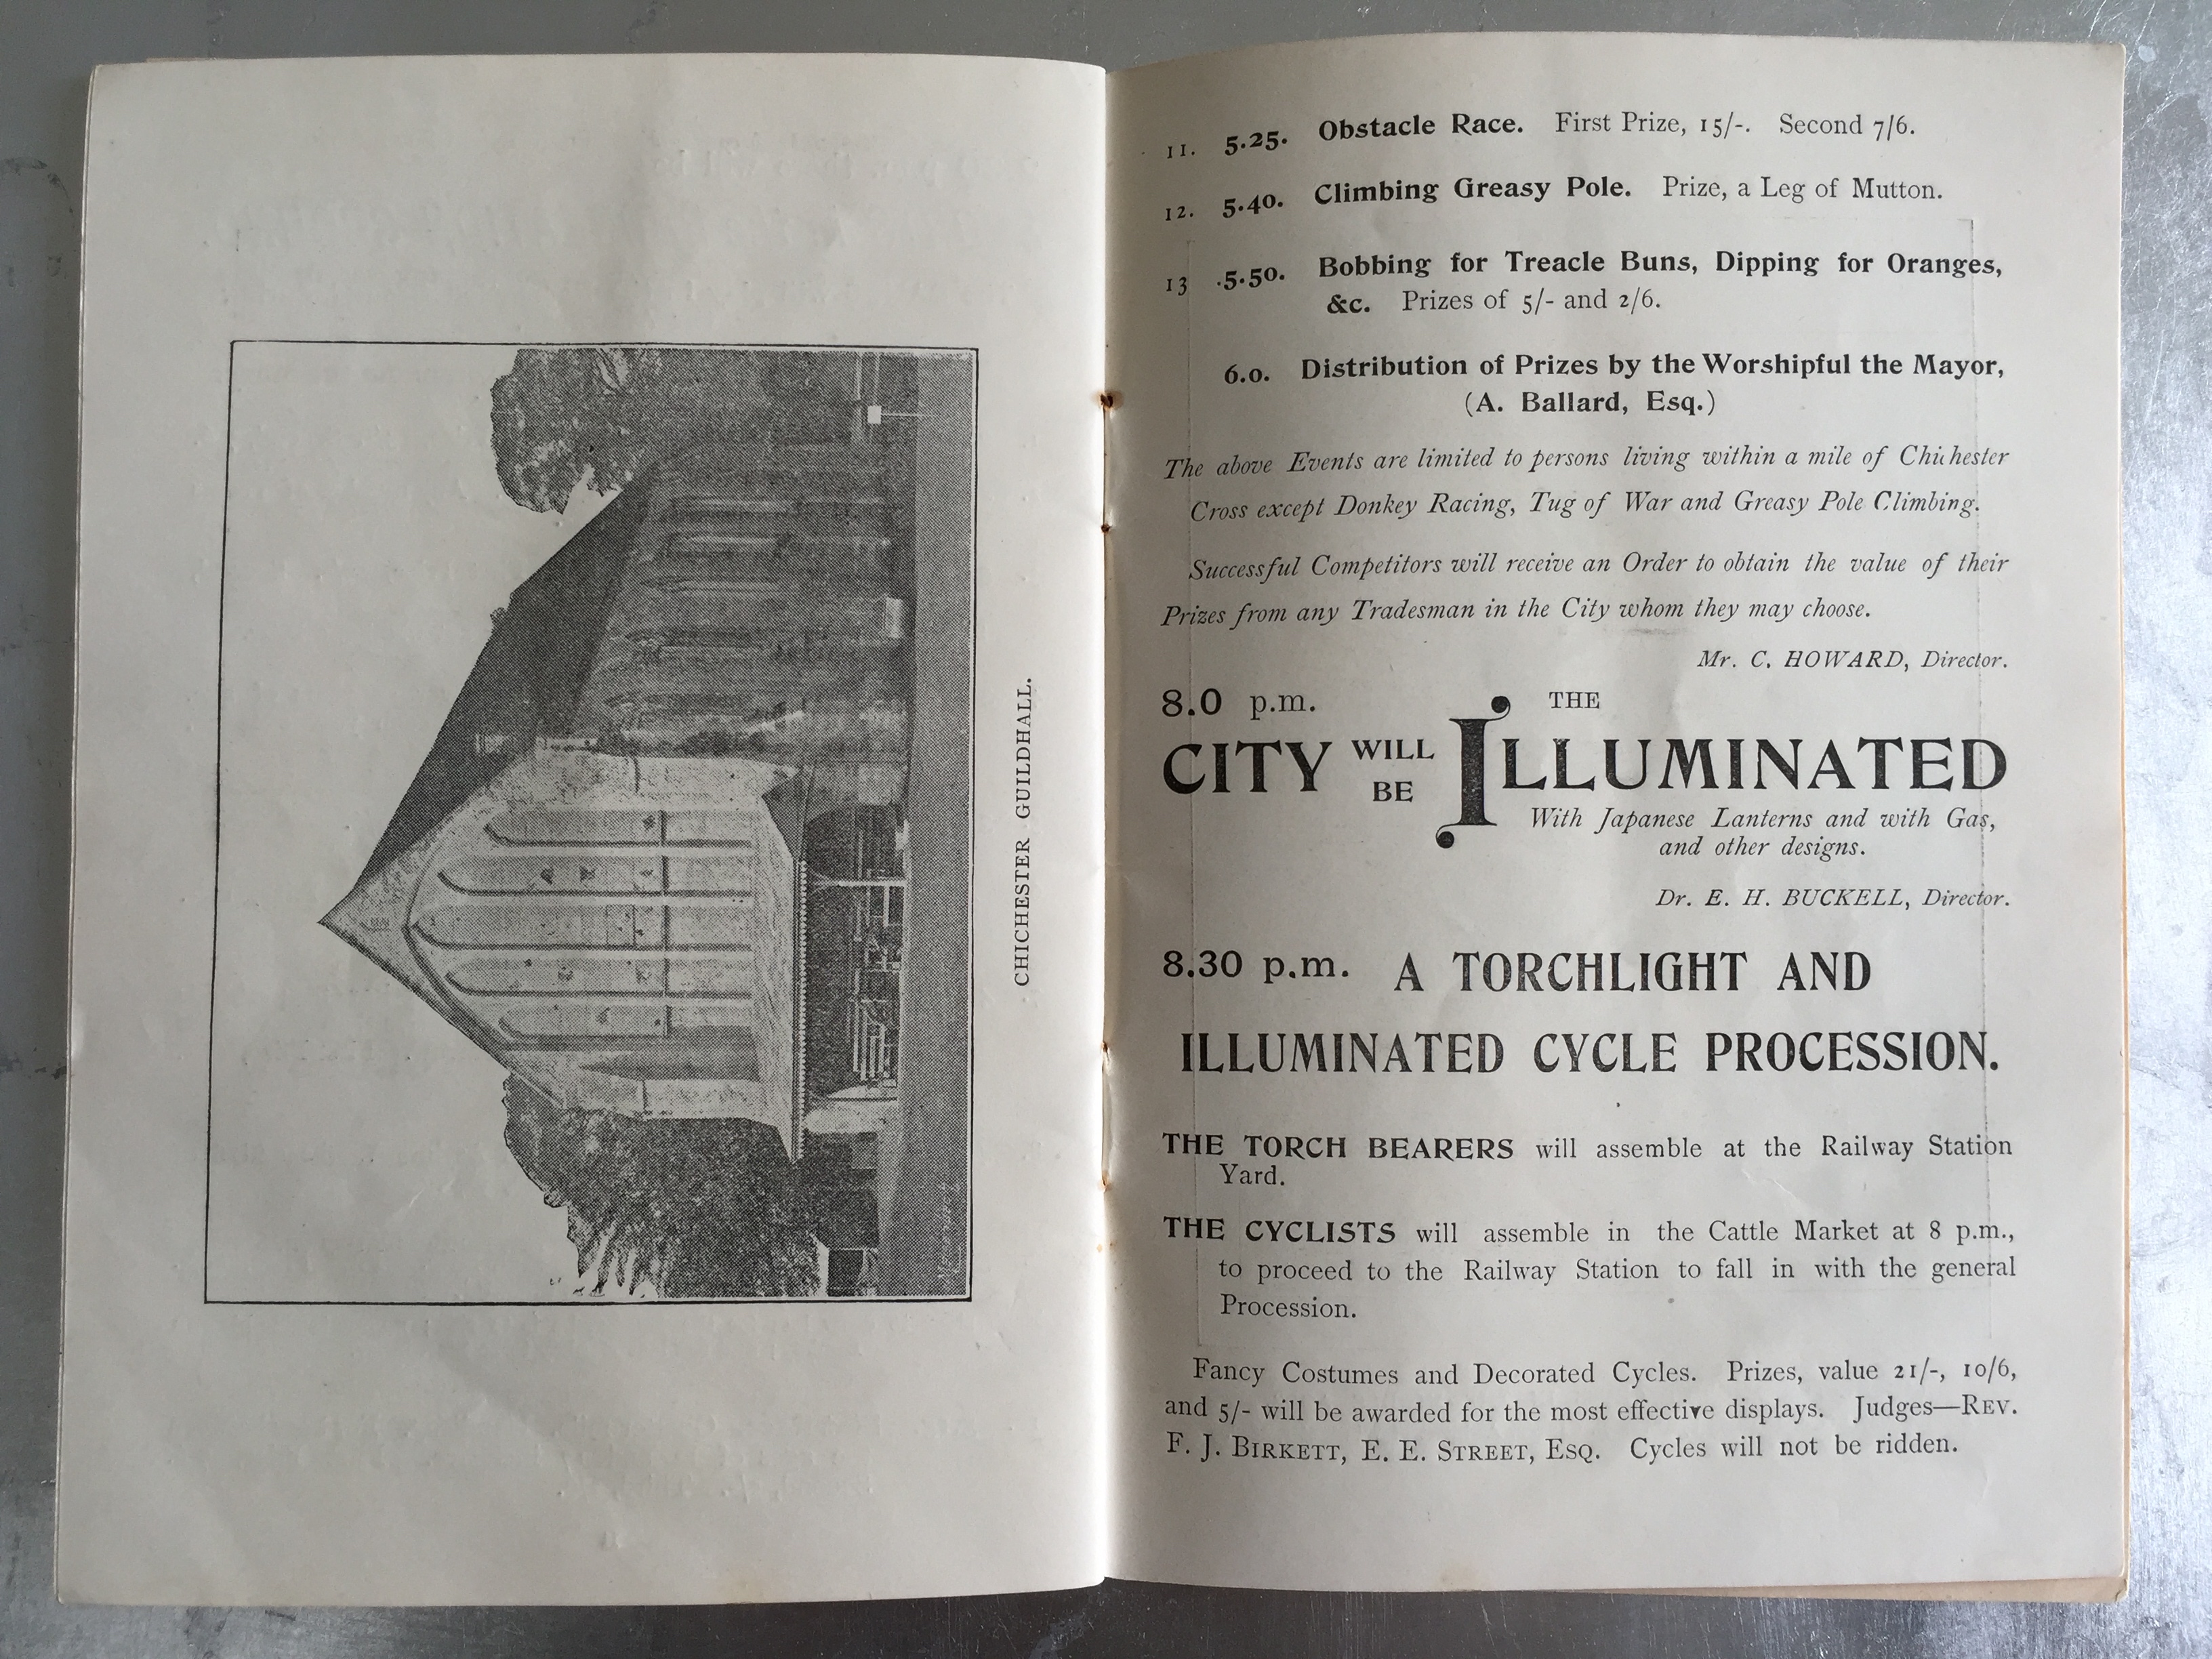 CHICHESTER GUILDHALL.
11. 5.25. Obstacle Race. First Prize, 15/-. Second 7/6.
12. 5.40. Climbing Greasy Pole. Prize, a Leg of Mutton.
13 .5.50. Bobbing for Treacle Buns, Dipping for Oranges,
&c. Prizes of 5/- and 2/6.
6.0. Distribution of Prizes by the Worshipful the Mayor,
(A. Ballard, Esq.)
The above Events are limited to persons living within a mile of Chichester
Cross except Donkey Racing, Tug of War and Greasy Pole Climbing.
Successful Competitors will receive an Order to obtain the value of their
Prizes from any Tradesman in the City whom they may choose.
Mr. C. HOWARD, Director.
8.0 p.m. THE
CITY WILL BE ILLUMINATED
With Japanese Lanterns and with Gas,
and other designs.
Dr. E. H. BUCKELL, Director.
8.30 p.m. A TORCHLIGHT AND
ILLUMINATED CYCLE PROCESSION.
THE TORCH BEARERS will assemble at the Railway Station
Yard.
THE CYCLISTS will assemble in the Cattle Market at 8 p.m.,
to proceed to the Railway Station to fall in with the general
Procession.
Fancy Costumes and Decorated Cycles. Prizes, value 21/-, 10/6,
and 5/- will be awarded for the most effective displays. Judges—REV.
F. J. BIRKETT, E. E. STREET, ESQ. Cycles will not be ridden.